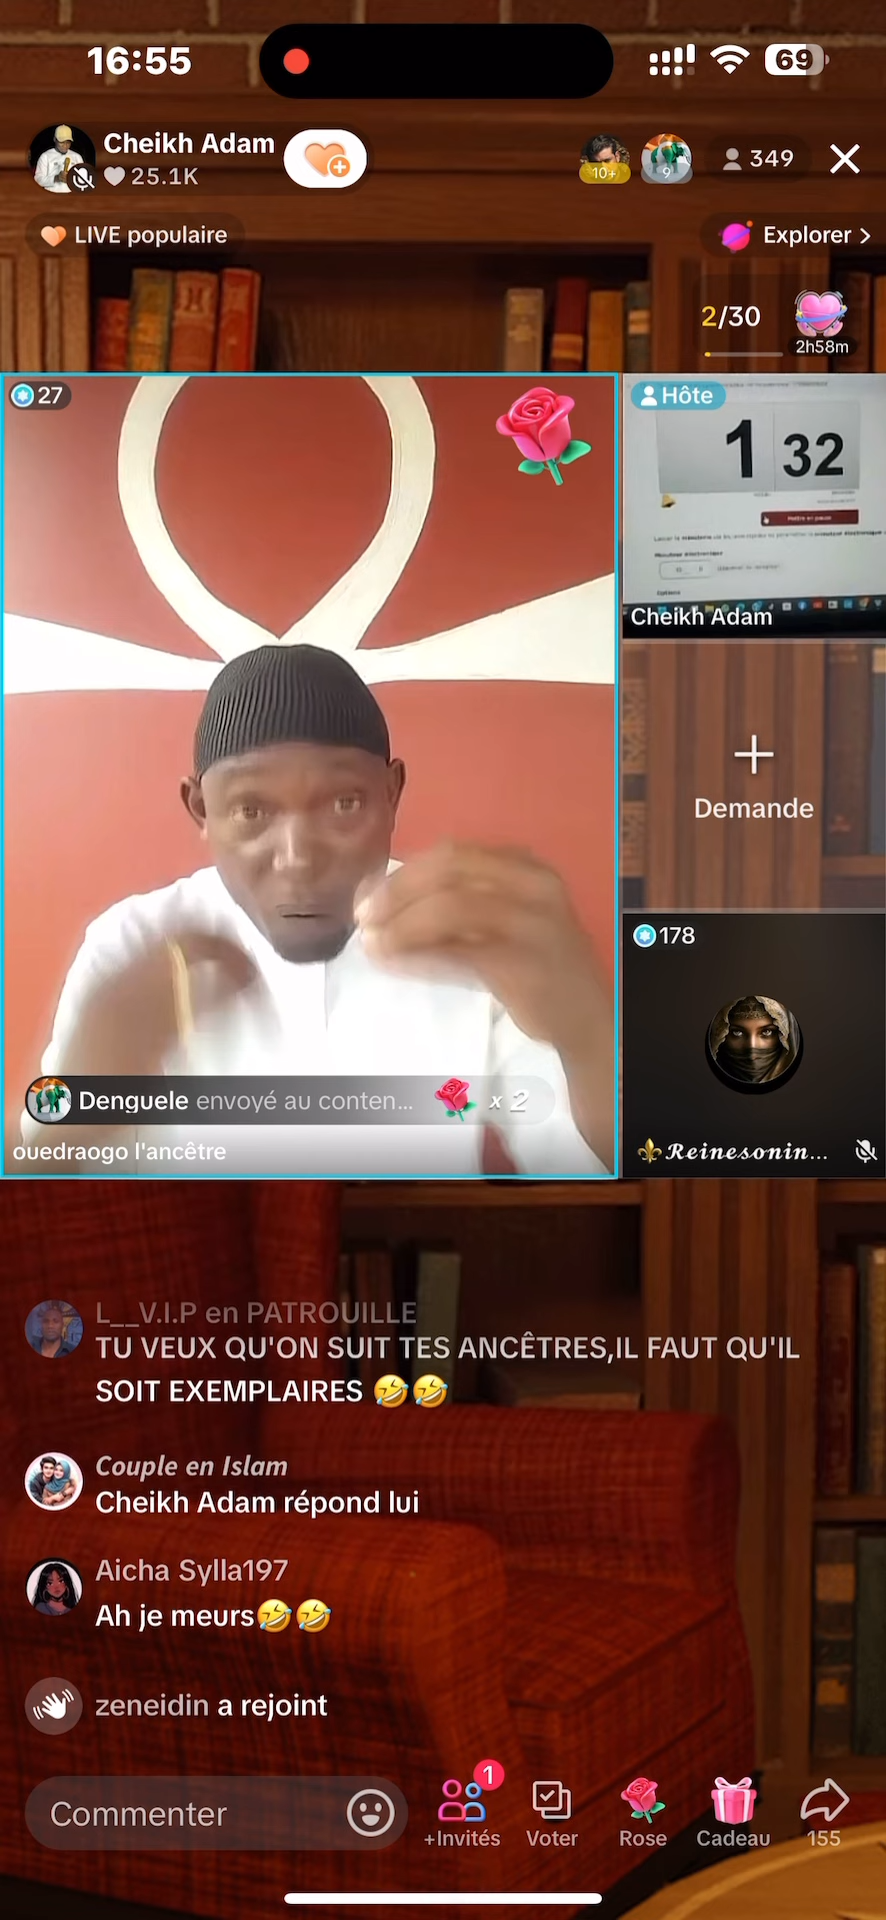 16:55
69
Cheikh Adam
25.1K
10+
9
349
LIVE populaire
Explorer >
2/30
2h58m
27
Hôte
1 32
Mettre en pause
Cheikh Adam
Demande
178
Denguele envoyé au conten... x 2
ouedraogo l'ancêtre
Reinesonin...
L__V.I.P en PATROUILLE
TU VEUX QU'ON SUIT TES ANCÊTRES,IL FAUT QU'IL
SOIT EXEMPLAIRES 🤣🤣
Couple en Islam
Cheikh Adam répond lui
Aicha Sylla197
Ah je meurs🤣🤣
zeneidin a rejoint
Commenter
1
+Invités
Voter
Rose
Cadeau
155